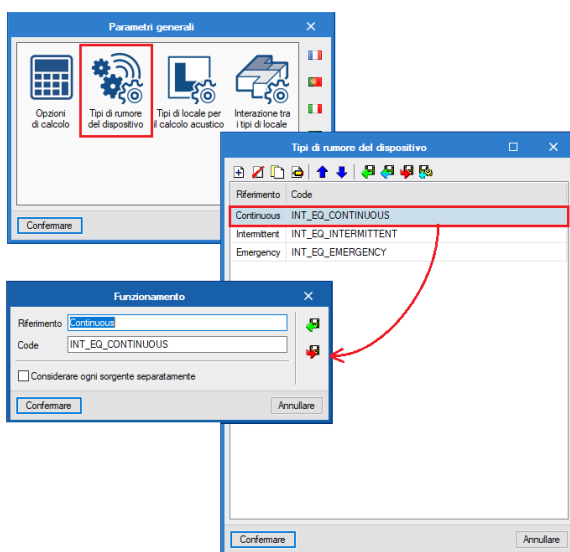 Parametri generali
Opzioni
di calcolo
Tipi di rumore
del dispositivo
Tipi di locale per
il calcolo acustico
Interazione tra
i tipi di locale
Confermare
Tipi di rumore del dispositivo
Riferimento Code
Continuous INT_EQ_CONTINUOUS
Intermittent INT_EQ_INTERMITTENT
Emergency INT_EQ_EMERGENCY
Confermare Annullare
Funzionamento
Riferimento Continuous
Code INT_EQ_CONTINUOUS
Considerare ogni sorgente separatamente
Confermare Annullare